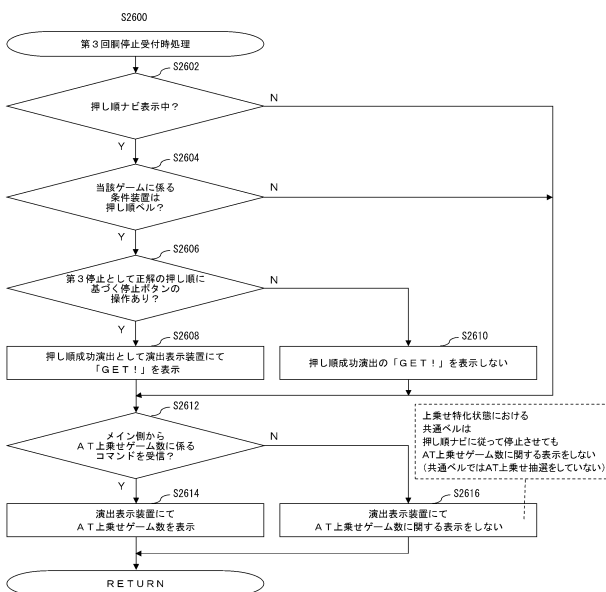 S2600
第３回胴停止受付時処理
S2602
押し順ナビ表示中？
N
Y
S2604
当該ゲームに係る
条件装置は
押し順ベル？
N
Y
S2606
第３停止として正解の押し順に
基づく停止ボタンの
操作あり？
N
Y
S2608
押し順成功演出として演出表示装置にて
「ＧＥＴ！」を表示
S2610
押し順成功演出の「ＧＥＴ！」を表示しない
S2612
メイン側から
ＡＴ上乗せゲーム数に係る
コマンドを受信？
N
Y
上乗せ特化状態における
共通ベルは
押し順ナビに従って停止させても
AT上乗せゲーム数に関する表示をしない
（共通ベルではAT上乗せ抽選をしていない）
S2614
演出表示装置にて
ＡＴ上乗せゲーム数を表示
S2616
演出表示装置にて
ＡＴ上乗せゲーム数に関する表示をしない
ＲＥＴＵＲＮ